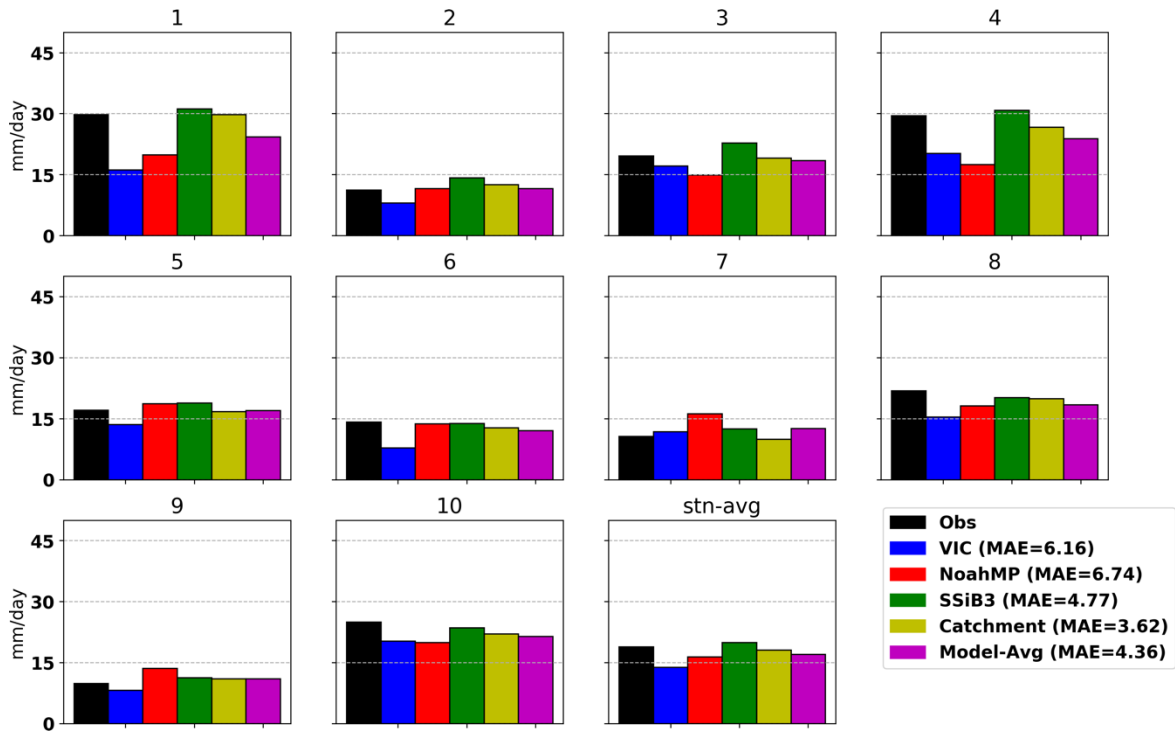 1
2
3
4
45
30
15
0
mm/day
5
6
7
8
45
30
15
0
mm/day
9
10
stn-avg
45
30
15
0
mm/day
Obs
VIC (MAE=6.16)
NoahMP (MAE=6.74)
SSiB3 (MAE=4.77)
Catchment (MAE=3.62)
Model-Avg (MAE=4.36)